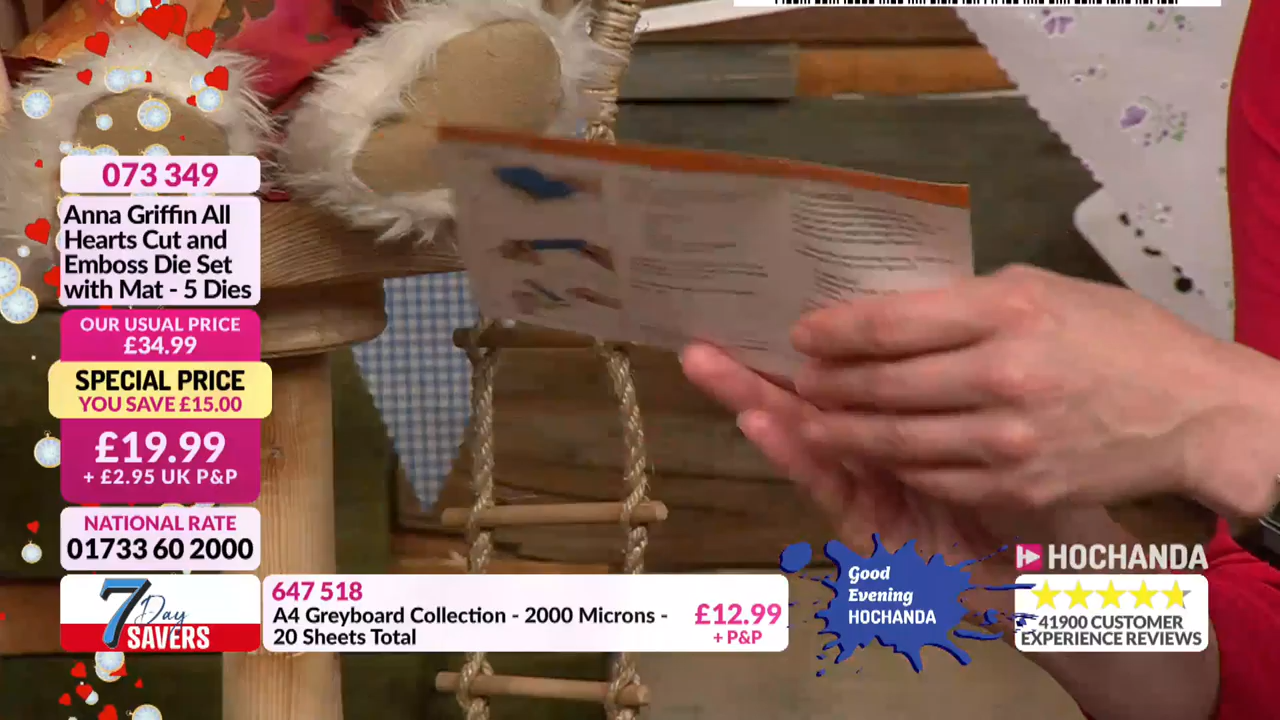 073 349
Anna Griffin All
Hearts Cut and
Emboss Die Set
with Mat - 5 Dies
OUR USUAL PRICE
£34.99
SPECIAL PRICE
YOU SAVE £15.00
£19.99
+ £2.95 UK P&P
NATIONAL RATE
01733 60 2000
7 Day
SAVERS
647 518
A4 Greyboard Collection - 2000 Microns -
20 Sheets Total
£12.99
+ P&P
Good
Evening
HOCHANDA
HOCHANDA
41900 CUSTOMER
EXPERIENCE REVIEWS